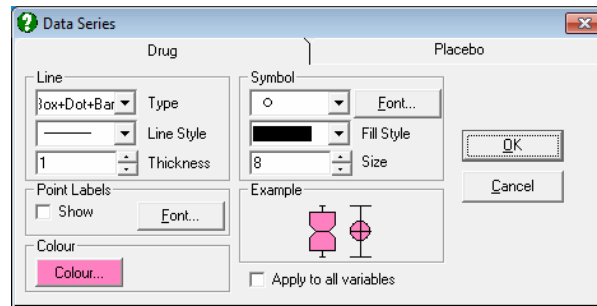 Data Series
Drug
Placebo
Line
Box+Dot+Bar
Type
Line Style
1
Thickness
Point Labels
Show
Font...
Colour
Colour...
Symbol
Font...
Fill Style
8
Size
Example
Apply to all variables
OK
Cancel